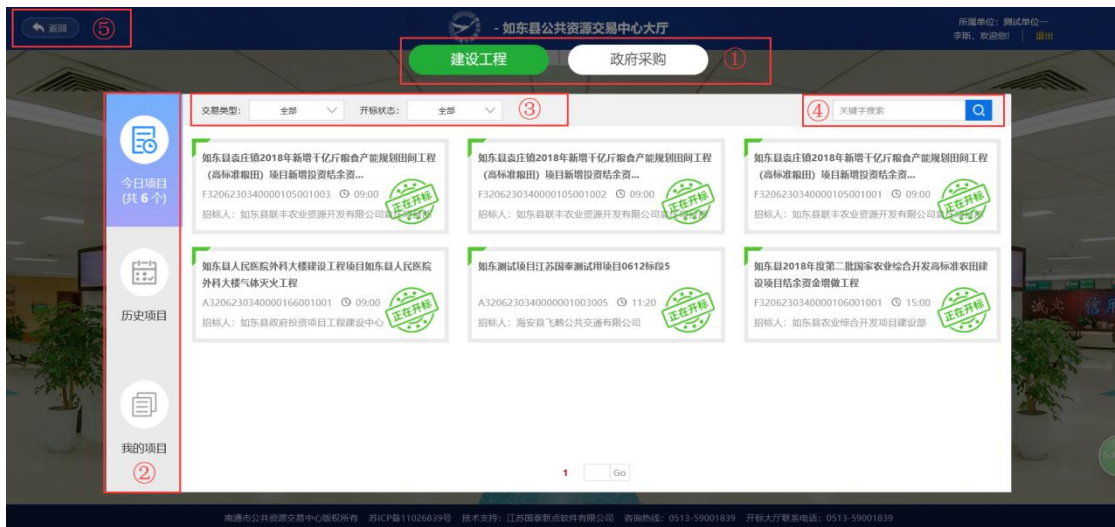 返回
⑤
- 如东县公共资源交易中心大厅
所属单位：测试单位一
李斯，欢迎您！ | 退出
建设工程
政府采购
①
交易类型：
全部
开标状态：
全部
③
④
关键字搜索
今日项目
(共 6 个)
历史项目
我的项目
②
如东县袁庄镇2018年新增千亿斤粮食产能规划田间工程
（高标准粮田）项目新增投资结余资...
F3206230340000105001003 09:00
招标人：如东县联丰农业资源开发有限公司
正在开标
如东县袁庄镇2018年新增千亿斤粮食产能规划田间工程
（高标准粮田）项目新增投资结余资...
F3206230340000105001002 09:00
招标人：如东县联丰农业资源开发有限公司
正在开标
如东县袁庄镇2018年新增千亿斤粮食产能规划田间工程
（高标准粮田）项目新增投资结余资...
F3206230340000105001001 09:00
招标人：如东县联丰农业资源开发有限公司
正在开标
如东县人民医院外科大楼建设工程项目如东县人民医院
外科大楼气体灭火工程
A3206230340000166001001 09:00
招标人：如东县政府投资项目工程建设中心
正在开标
如东测试项目江苏国泰测试用项目0612标段5
A3206230340000001003005 11:20
招标人：海安县飞鹤公共交通有限公司
正在开标
如东县2018年度第二批国家农业综合开发高标准农田建
设项目结余资金增做工程
F3206230340000106001001 15:00
招标人：如东县农业综合开发项目建设部
正在开标
1
Go
诚实 信用
南通市公共资源交易中心版权所有 苏ICP备11026839号 技术支持：江苏国泰新点软件有限公司 咨询热线：0513-59001839 开标大厅联系电话：0513-59001839